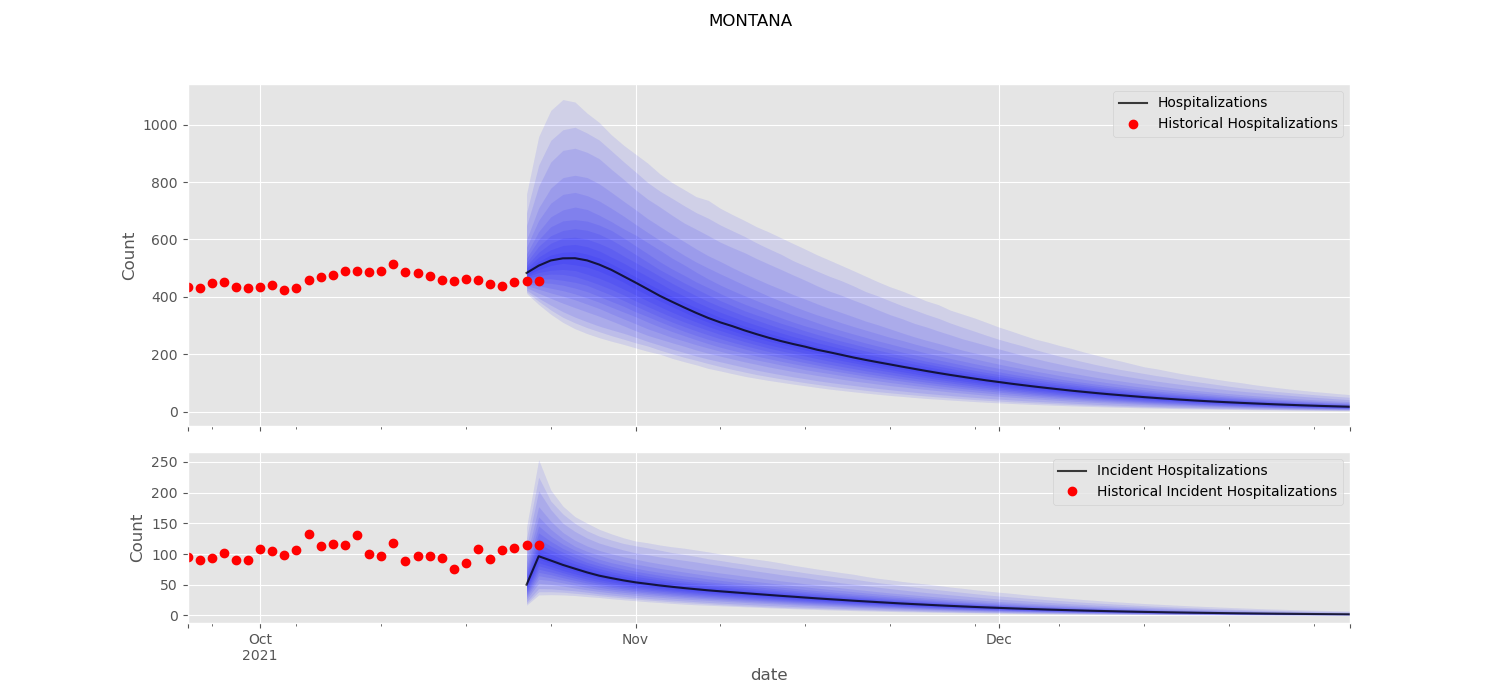 MONTANA
Hospitalizations
Historical Hospitalizations
1000
800
600
400
200
0
Count
Incident Hospitalizations
Historical Incident Hospitalizations
250
200
150
100
50
0
Count
Oct
2021
Nov
Dec
date